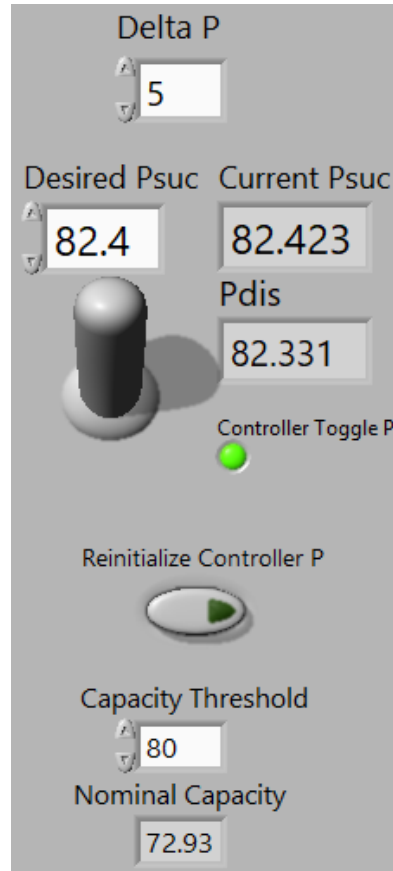 Delta P
5
Desired Psuc Current Psuc
82.4 82.423
Pdis
82.331
Controller Toggle P
Reinitialize Controller P
Capacity Threshold
80
Nominal Capacity
72.93